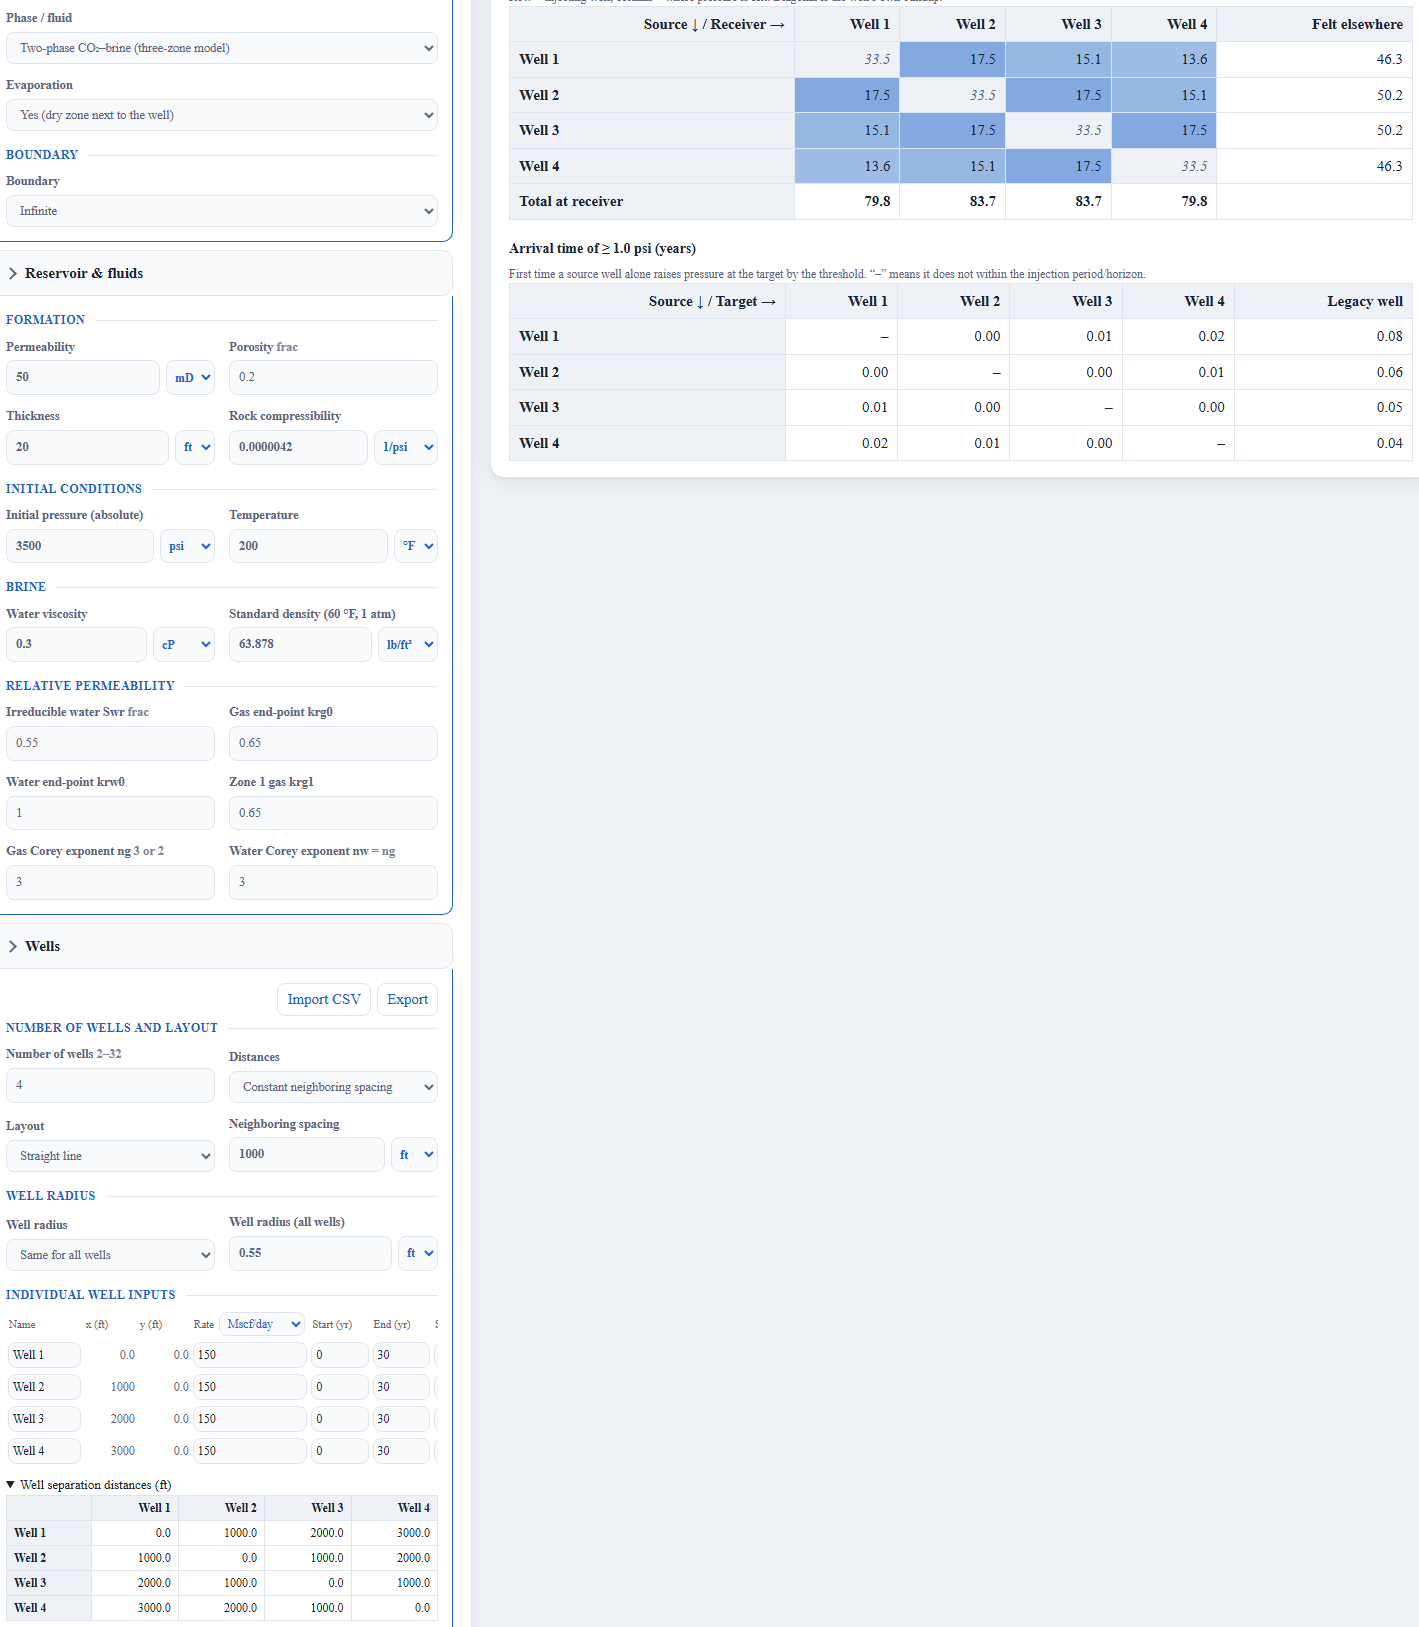 Phase / fluid
Two-phase CO₂–brine (three-zone model)
Evaporation
Yes (dry zone next to the well)
BOUNDARY
Boundary
Infinite
Reservoir & fluids
FORMATION
Permeability
Porosity frac
50 mD
0.2
Thickness
Rock compressibility
20 ft
0.0000042 1/psi
INITIAL CONDITIONS
Initial pressure (absolute)
Temperature
3500 psi
200 °F
BRINE
Water viscosity
Standard density (60 °F, 1 atm)
0.3 cP
63.878 lb/ft³
RELATIVE PERMEABILITY
Irreducible water Swr frac
Gas end-point krg0
0.55
0.65
Water end-point krw0
Zone 1 gas krg1
1
0.65
Gas Corey exponent ng 3 or 2
Water Corey exponent nw = ng
3
3
Wells
Import CSV
Export
NUMBER OF WELLS AND LAYOUT
Number of wells 2–32
Distances
4
Constant neighboring spacing
Layout
Neighboring spacing
Straight line
1000 ft
WELL RADIUS
Well radius
Well radius (all wells)
Same for all wells
0.55 ft
INDIVIDUAL WELL INPUTS
Name x (ft) y (ft) Rate Mscf/day Start (yr) End (yr)
Well 1 0.0 0.0 150 0 30
Well 2 1000 0.0 150 0 30
Well 3 2000 0.0 150 0 30
Well 4 3000 0.0 150 0 30
▼ Well separation distances (ft)
Well 1 Well 2 Well 3 Well 4
Well 1 0.0 1000.0 2000.0 3000.0
Well 2 1000.0 0.0 1000.0 2000.0
Well 3 2000.0 1000.0 0.0 1000.0
Well 4 3000.0 2000.0 1000.0 0.0
Source ↓ / Receiver → Well 1 Well 2 Well 3 Well 4 Felt elsewhere
Well 1 33.5 17.5 15.1 13.6 46.3
Well 2 17.5 33.5 17.5 15.1 50.2
Well 3 15.1 17.5 33.5 17.5 50.2
Well 4 13.6 15.1 17.5 33.5 46.3
Total at receiver 79.8 83.7 83.7 79.8
Arrival time of ≥ 1.0 psi (years)
First time a source well alone raises pressure at the target by the threshold. “–” means it does not within the injection period/horizon.
Source ↓ / Target → Well 1 Well 2 Well 3 Well 4 Legacy well
Well 1 – 0.00 0.01 0.02 0.08
Well 2 0.00 – 0.00 0.01 0.06
Well 3 0.01 0.00 – 0.00 0.05
Well 4 0.02 0.01 0.00 – 0.04